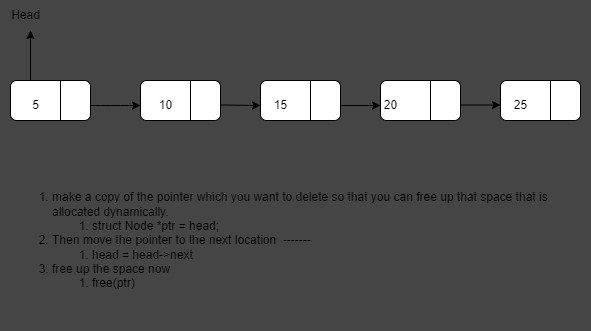 Head
5 10 15 20 25
1. make a copy of the pointer which you want to delete so that you can free up that space that is
allocated dynamically.
1. struct Node *ptr = head;
2. Then move the pointer to the next location -------
1. head = head->next
3. free up the space now
1. free(ptr)